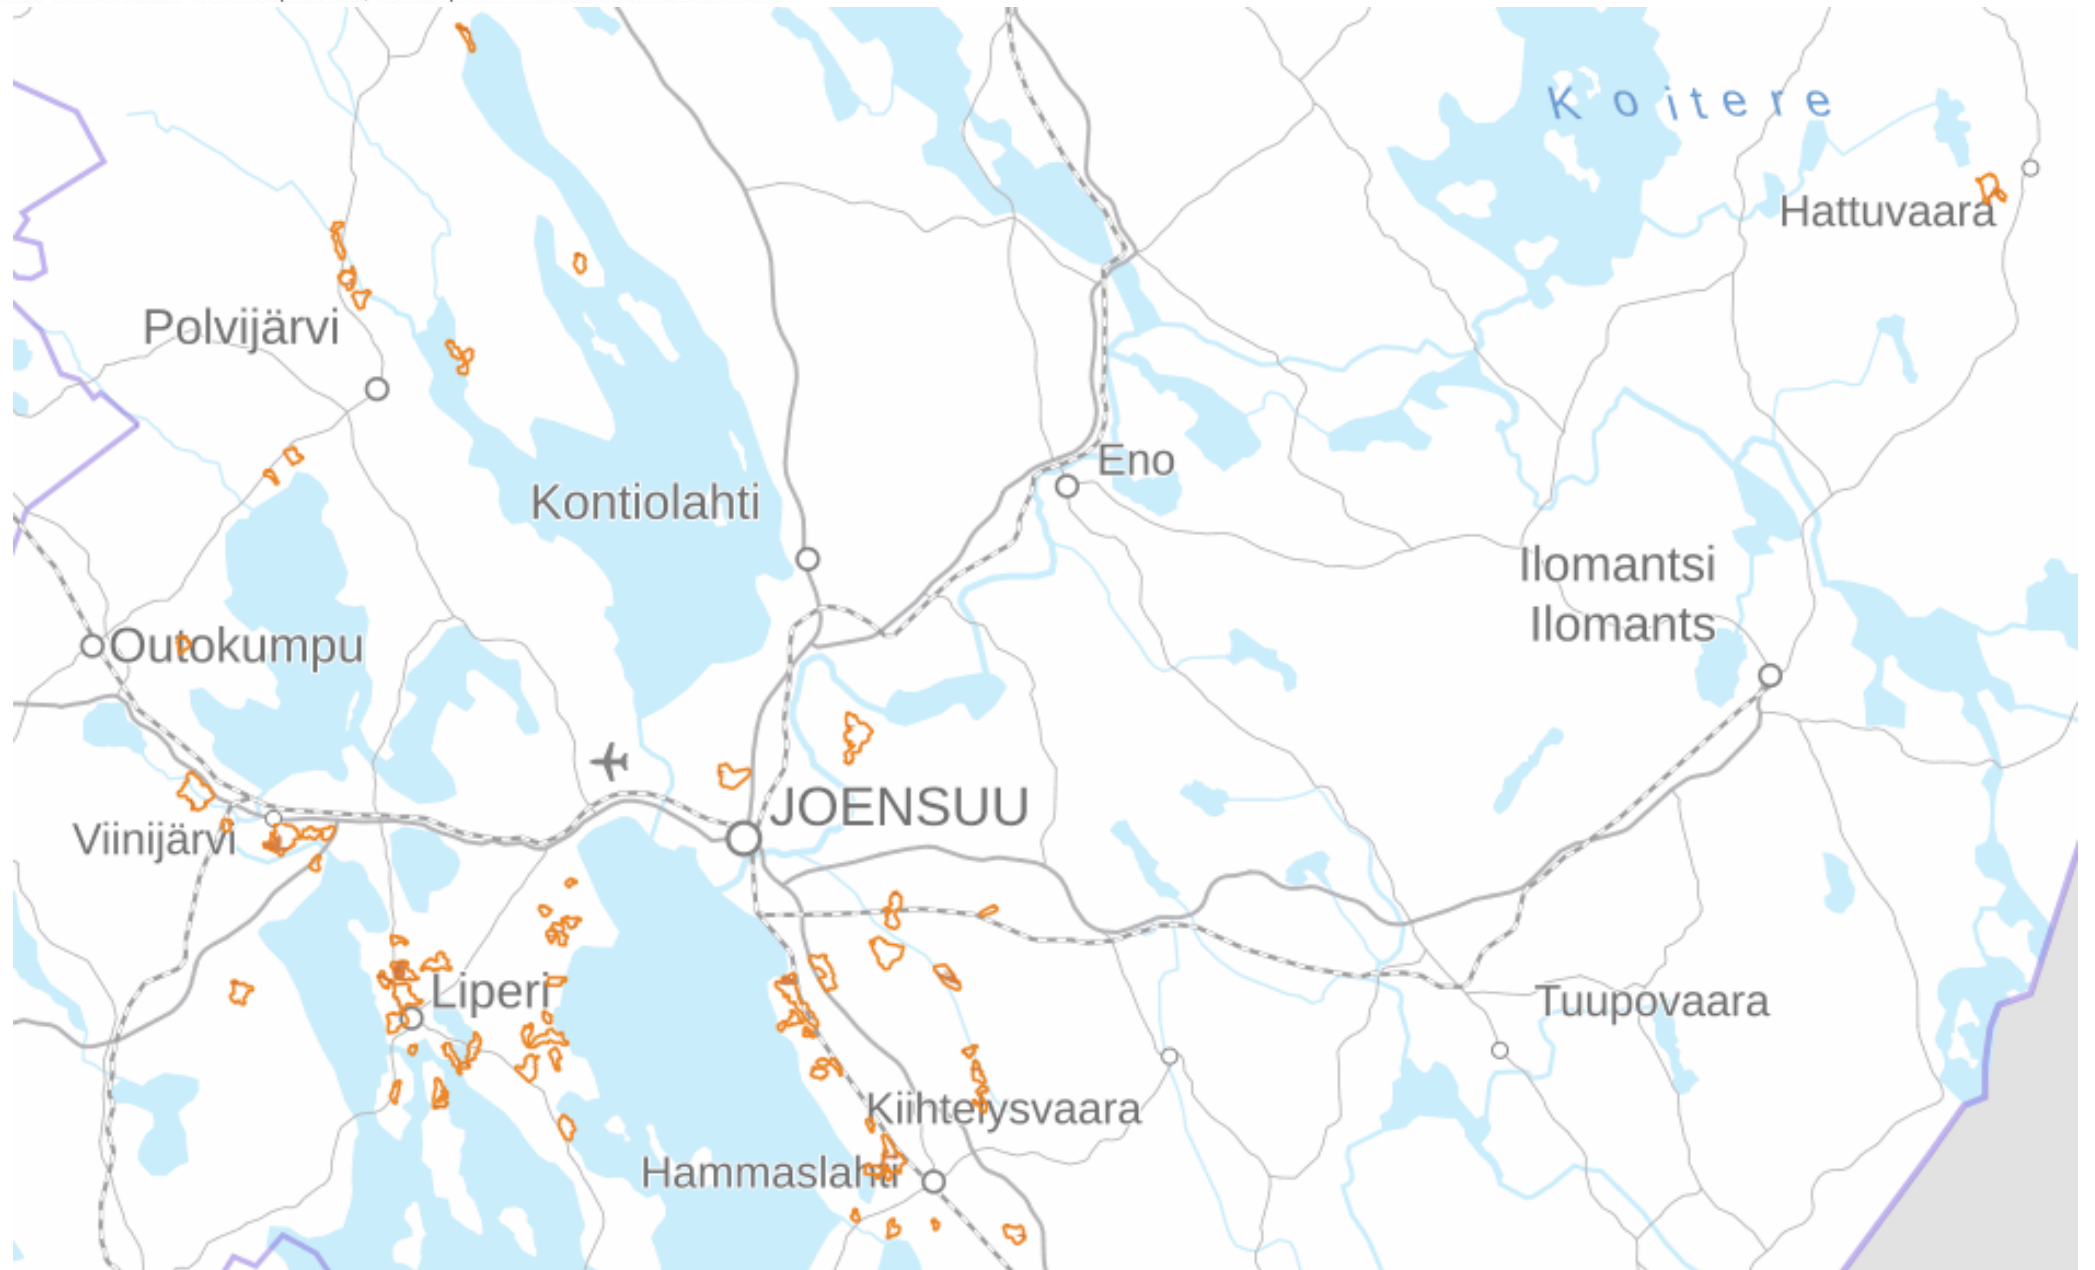 Koitere
Hattuvaara
Polvijärvi
Eno
Kontiolahti
Ilomantsi
Ilomants
Outokumpu
JOENSUU
Viinijärvi
Liperi
Tuupovaara
Kiihtelysvaara
Hammaslahti